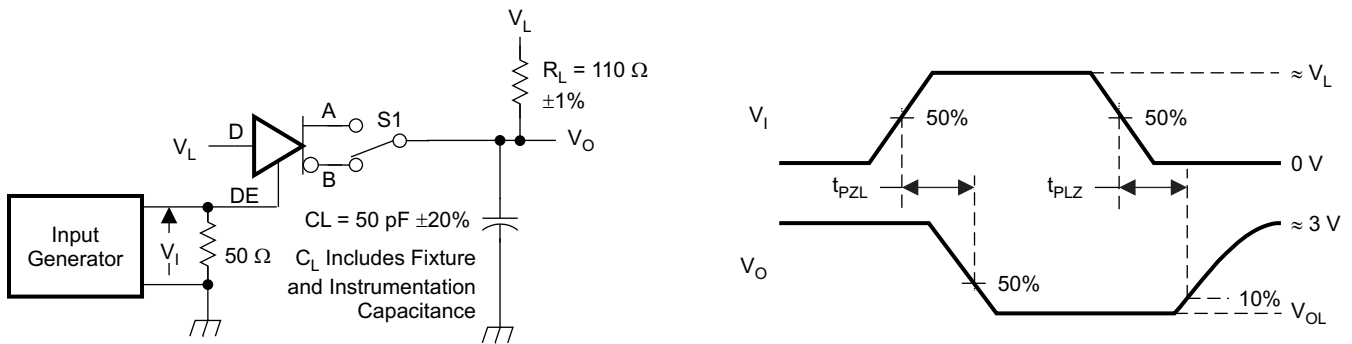 V_L
R_L = 110 Ω
±1%
A
S1
D
V_L
V_O
B
DE
CL = 50 pF ±20%
Input
Generator
V_I
50 Ω
C_L Includes Fixture
and Instrumentation
Capacitance
≈ V_L
V_I
50%
50%
0 V
t_PZL
t_PLZ
≈ 3 V
V_O
50%
10%
V_OL